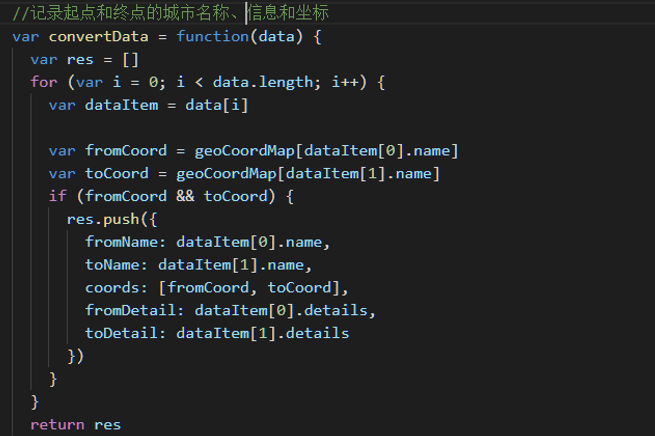 //记录起点和终点的城市名称、信息和坐标
var convertData = function(data) {
var res = []
for (var i = 0; i < data.length; i++) {
var dataItem = data[i]
var fromCoord = geoCoordMap[dataItem[0].name]
var toCoord = geoCoordMap[dataItem[1].name]
if (fromCoord && toCoord) {
res.push({
fromName: dataItem[0].name,
toName: dataItem[1].name,
coords: [fromCoord, toCoord],
fromDetail: dataItem[0].details,
toDetail: dataItem[1].details
})
}
}
return res